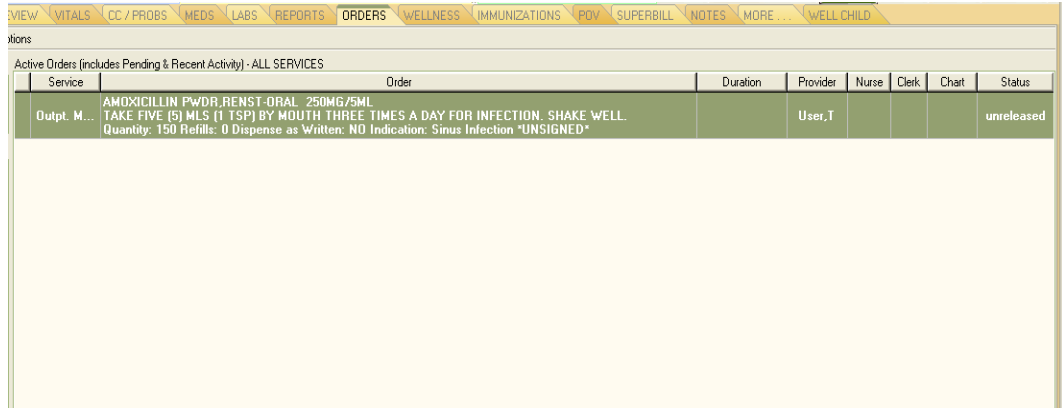 EVIEW VITALS CC / PROBS MEDS LABS REPORTS ORDERS WELLNESS IMMUNIZATIONS POV SUPERBILL NOTES MORE . . . WELL CHILD
ptions
Active Orders (includes Pending & Recent Activity) - ALL SERVICES
Service Order Duration Provider Nurse Clerk Chart Status
Outpt. M... AMOXICILLIN PWDR,RENST-ORAL 250MG/5ML
TAKE FIVE (5) MLS (1 TSP) BY MOUTH THREE TIMES A DAY FOR INFECTION. SHAKE WELL.
Quantity: 150 Refills: 0 Dispense as Written: NO Indication: Sinus Infection *UNSIGNED*
User,T
unreleased